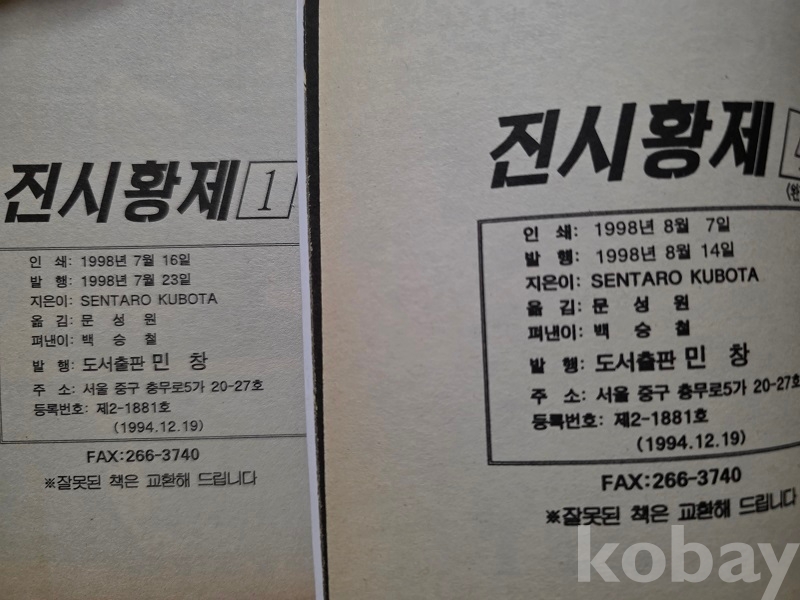 진시황제 1
인 쇄: 1998년 7월 16일
발 행: 1998년 7월 23일
지은이: SENTARO KUBOTA
옮 김: 문 성 원
펴낸이: 백 승 철
발 행: 도서출판 민 창
주 소: 서울 중구 충무로5가 20-27호
등록번호: 제2-1881호
(1994.12.19)
FAX:266-3740
※잘못된 책은 교환해 드립니다
진시황제
인 쇄: 1998년 8월 7일
발 행: 1998년 8월 14일
지은이: SENTARO KUBOTA
옮 김: 문 성 원
펴낸이: 백 승 철
발 행: 도서출판 민 창
주 소: 서울 중구 충무로5가 20-27호
등록번호: 제2-1881호
(1994.12.19)
FAX:266-3740
※잘못된 책은 교환해 드립니다
kobay